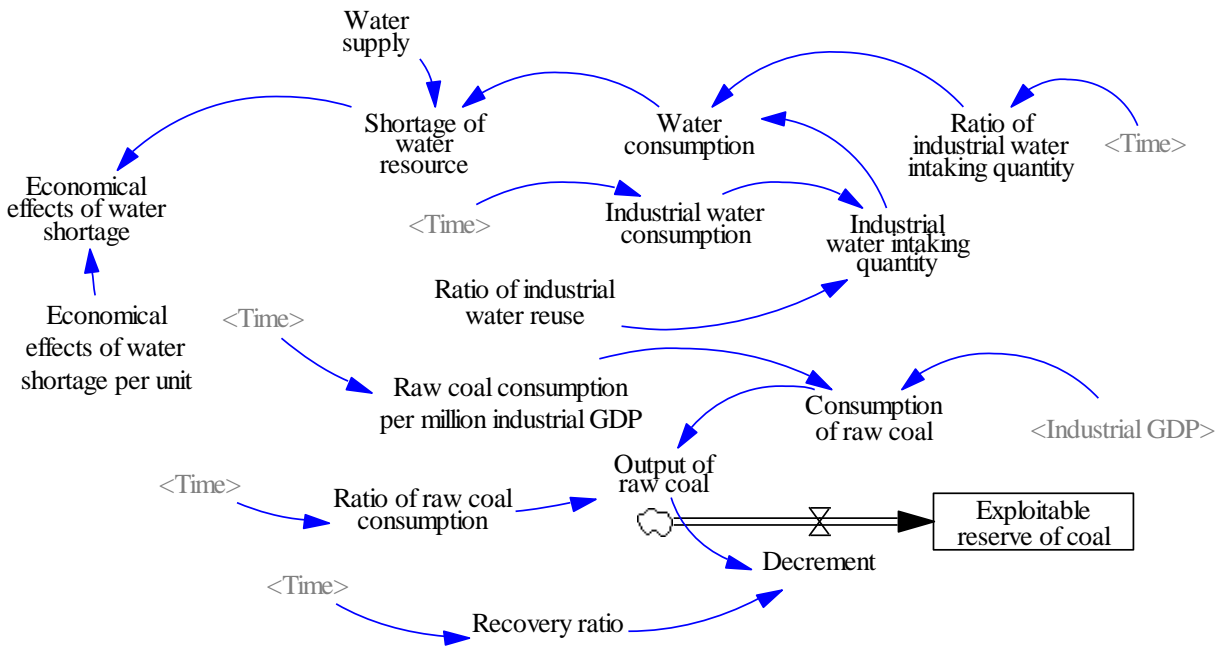 Water
supply
Shortage of
water
resource
Water
consumption
Ratio of
industrial water
intaking quantity
<Time>
Economical
effects of water
shortage
<Time>
Industrial water
consumption
Industrial
water intaking
quantity
Ratio of industrial
water reuse
Economical
effects of water
shortage per unit
<Time>
Raw coal consumption
per million industrial GDP
Consumption
of raw coal
<Industrial GDP>
Output of
raw coal
<Time>
Ratio of raw coal
consumption
Exploitable
reserve of coal
Decrement
<Time>
Recovery ratio